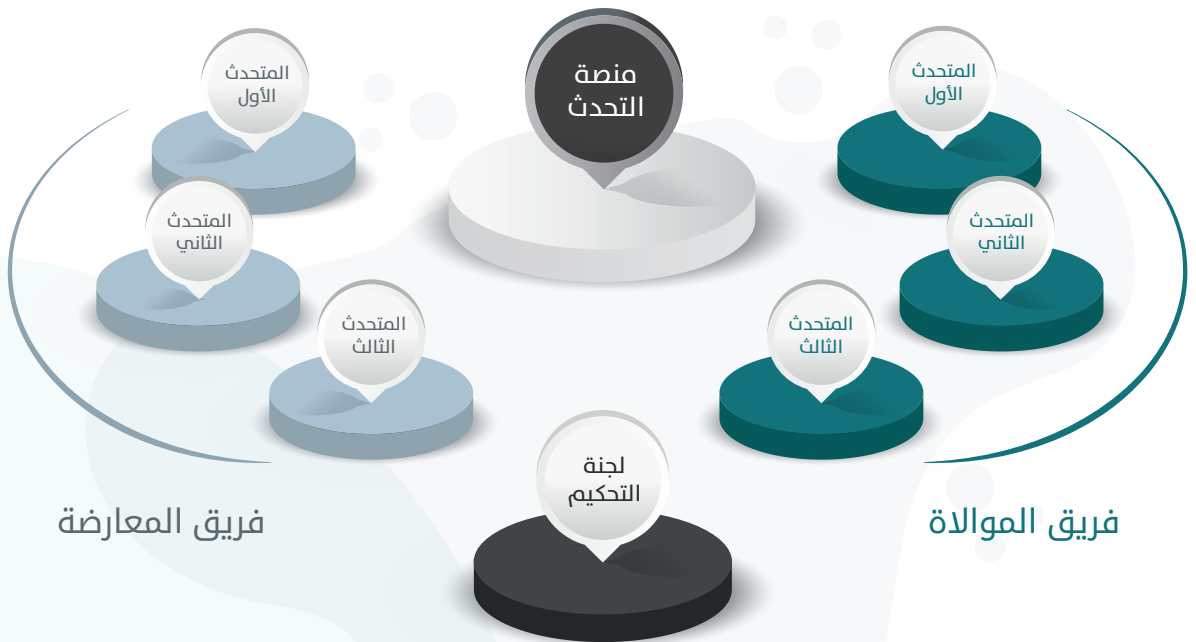 منصة
التحدث
المتحدث
الأول
المتحدث
الأول
المتحدث
الثاني
المتحدث
الثاني
المتحدث
الثالث
المتحدث
الثالث
لجنة
التحكيم
فريق الموالاة
فريق المعارضة